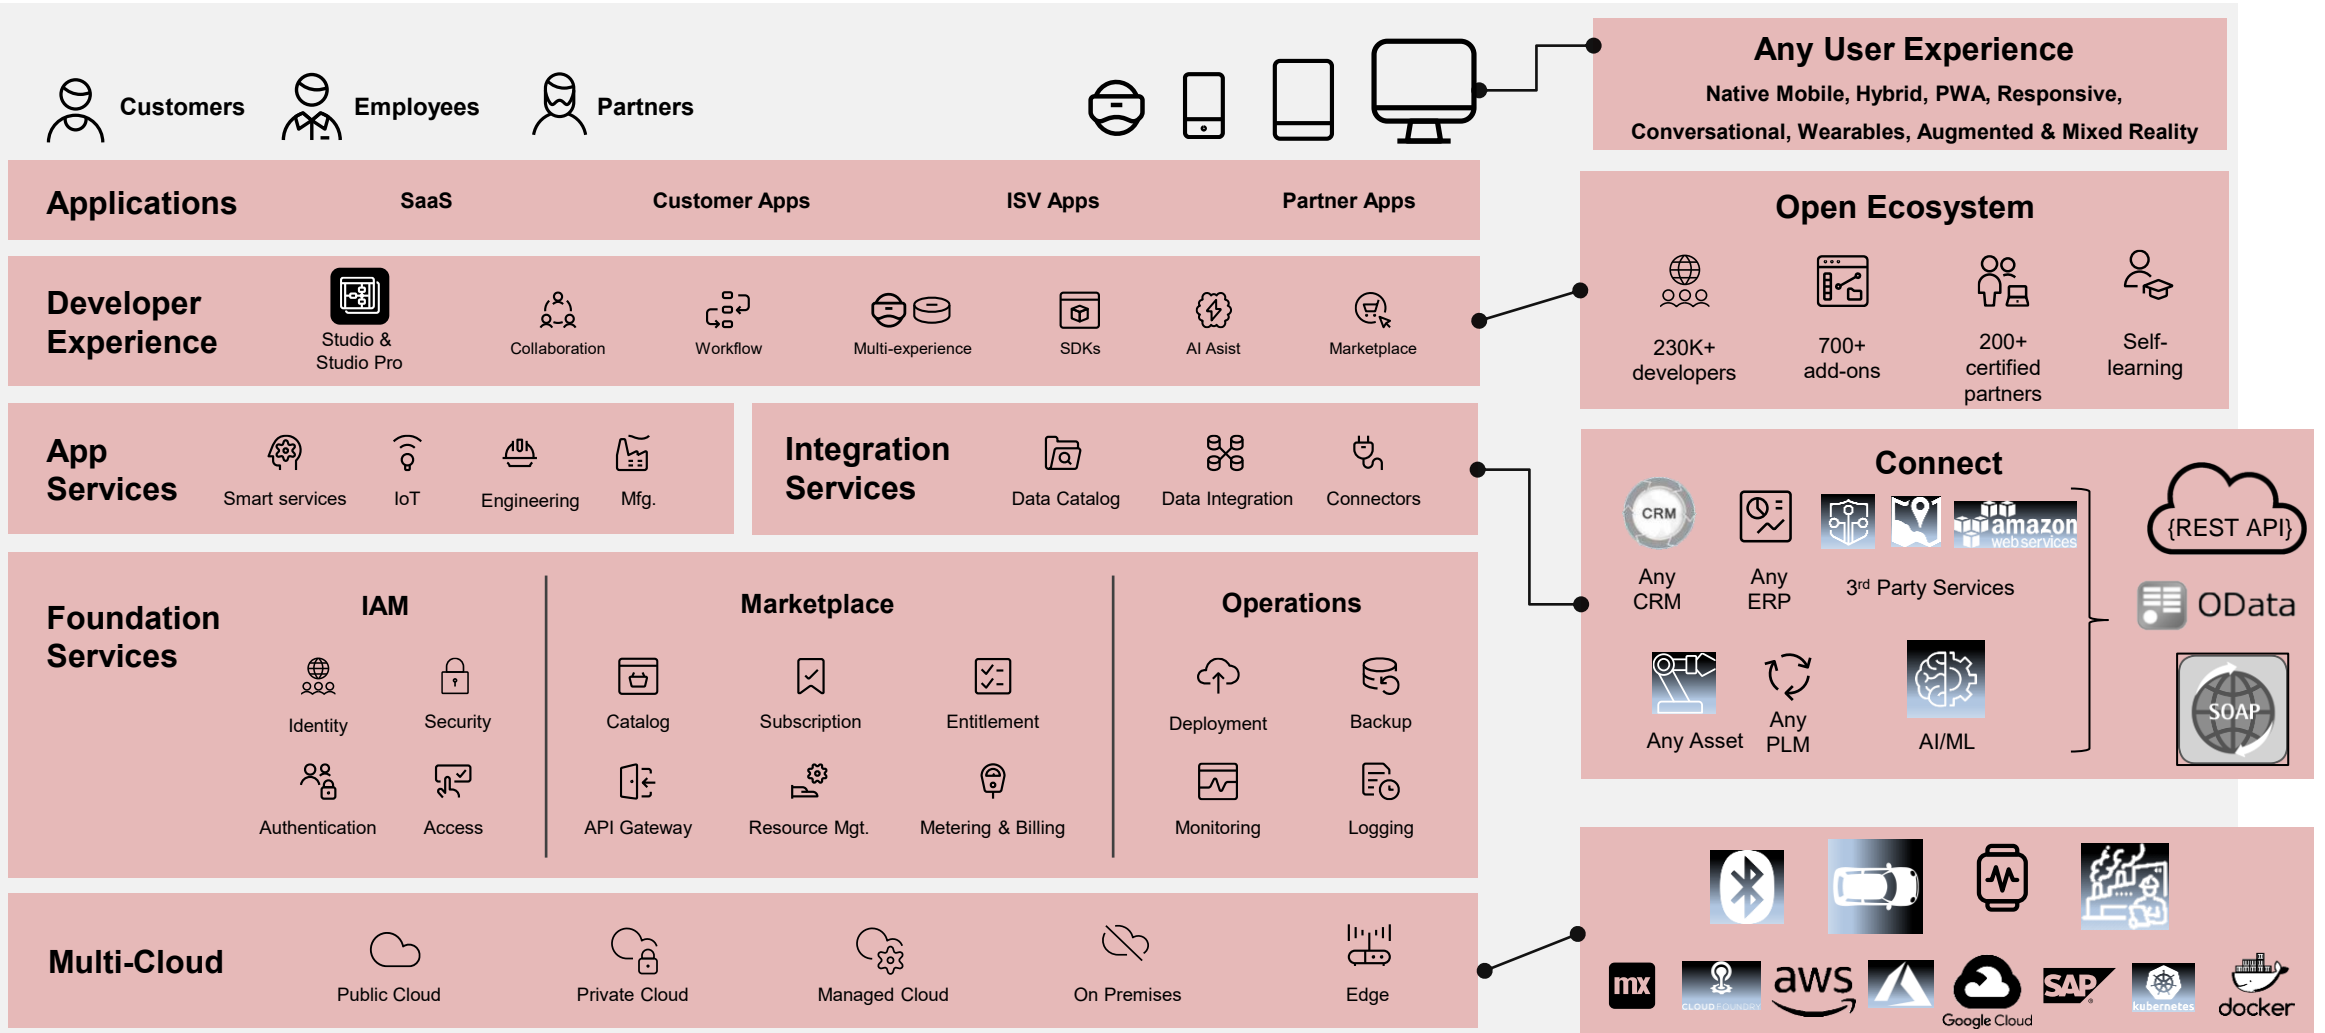 Customers
Employees
Partners
Any User Experience
Native Mobile, Hybrid, PWA, Responsive,
Conversational, Wearables, Augmented & Mixed Reality
Applications
SaaS
Customer Apps
ISV Apps
Partner Apps
Developer
Experience
Studio &
Studio Pro
Collaboration
Workflow
Multi-experience
SDKs
AI Asist
Marketplace
Open Ecosystem
230K+
developers
700+
add-ons
200+
certified
partners
Self-
learning
App
Services
Smart services
IoT
Engineering
Mfg.
Integration
Services
Data Catalog
Data Integration
Connectors
Connect
CRM
Any
CRM
Any
ERP
amazon
webservices
3rd Party Services
Any Asset
Any
PLM
AI/ML
{REST API}
OData
SOAP
Foundation
Services
IAM
Identity
Security
Authentication
Access
Marketplace
Catalog
Subscription
Entitlement
API Gateway
Resource Mgt.
Metering & Billing
Operations
Deployment
Backup
Monitoring
Logging
Multi-Cloud
Public Cloud
Private Cloud
Managed Cloud
On Premises
Edge
mx
CLOUD FOUNDRY
aws
Google Cloud
SAP
kubernetes
docker